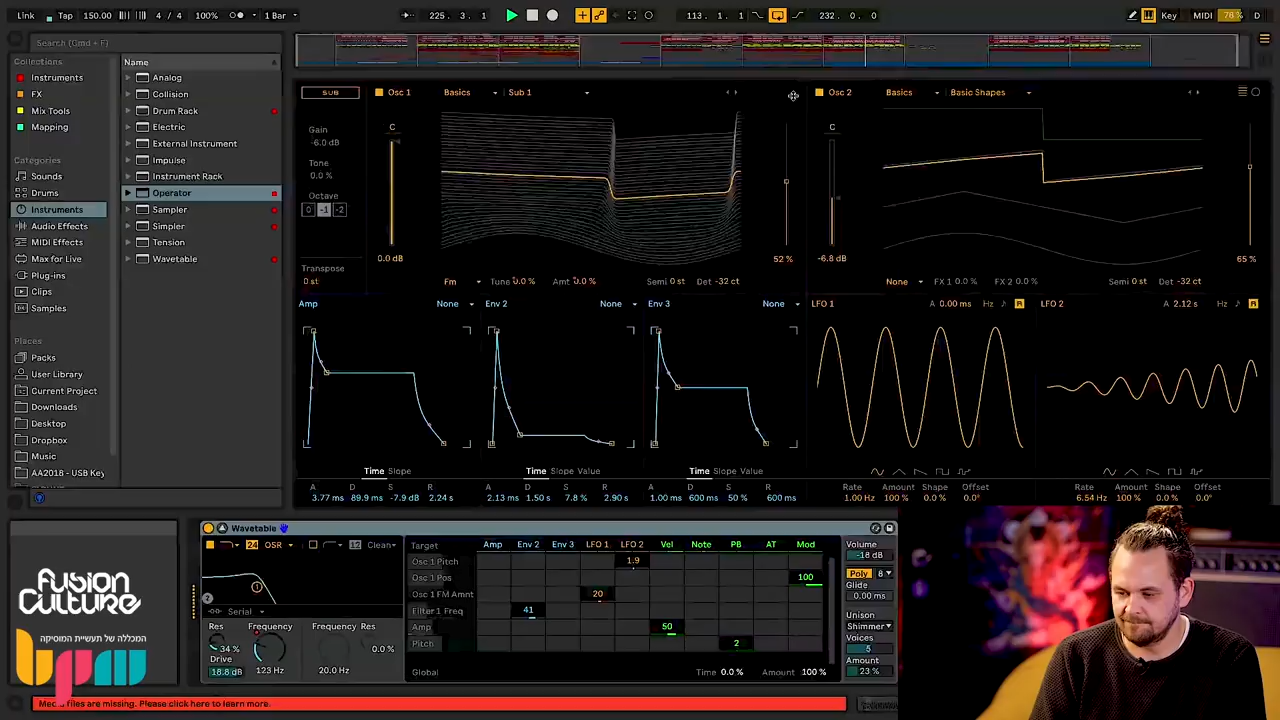 Link Tap 150.00 4 / 4 100% 1 Bar 225. 3. 1 113. 1. 1 232. 0. 0 Key MIDI 76 % D
Search (Cmd + F)
Collections
Instruments
FX
Mix Tools
Mapping
Categories
Sounds
Drums
Instruments
Audio Effects
MIDI Effects
Max for Live
Plug-ins
Clips
Samples
Places
Packs
User Library
Current Project
Downloads
Desktop
Dropbox
Music
AA2018 - USB Key
Name
Analog
Collision
Drum Rack
Electric
External Instrument
Impulse
Instrument Rack
Operator
Sampler
Simpler
Tension
Wavetable
SUB Osc 1 Basics Sub 1 Osc 2 Basics Basic Shapes
Gain
-6.0 dB
Tone
0.0 %
Octave
0 -1 -2
Transpose
0 st
C
0.0 dB
52 %
C
-6.8 dB
65 %
Fm Tune 0.0 % Amt 0.0 % Semi 0 st Det -32 ct None FX 1 0.0 % FX 2 0.0 % Semi 0 st Det -32 ct
Amp None Env 2 None Env 3 None LFO 1 A 0.00 ms Hz R LFO 2 A 2.12 s Hz R
Time Slope Time Slope Value Time Slope Value
A D S R A D S R A D S R Rate Amount Shape Offset Rate Amount Shape Offset
3.77 ms 89.9 ms -7.9 dB 2.24 s 2.13 ms 1.50 s 7.8 % 2.90 s 1.00 ms 600 ms 50 % 600 ms 1.00 Hz 100 % 0.0% 0.0° 6.54 Hz 100 % 0.0% 0.0°
Wavetable
24 OSR 12 Clean
1
2
Serial
Res Frequency Frequency Res
34 %
Drive
18.8 dB
123 Hz 20.0 Hz 0.0 %
Target Amp Env 2 Env 3 LFO 1 LFO 2 Vel Note PB AT Mod
Osc 1 Pitch 1.9
Osc 1 Pos 100
Osc 1 FM Amnt 20
Filter 1 Freq 41
Amp 50
Pitch 2
Global Time 0.0 % Amount 100 %
Volume
-18 dB
Poly 8
Glide
0.00 ms
Unison
Shimmer
Voices
5
Amount
23 %
fusion
CULTURE
המכללה של תעשיית המוסיקה
bpm
Media files are missing. Please click here to learn more.